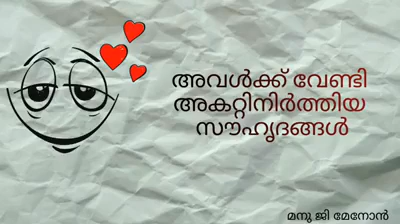 അവൾക്ക് വേണ്ടി
അകറ്റിനിർത്തിയ
സൗഹൃദങ്ങൾ
മനു ജി മേനോൻ